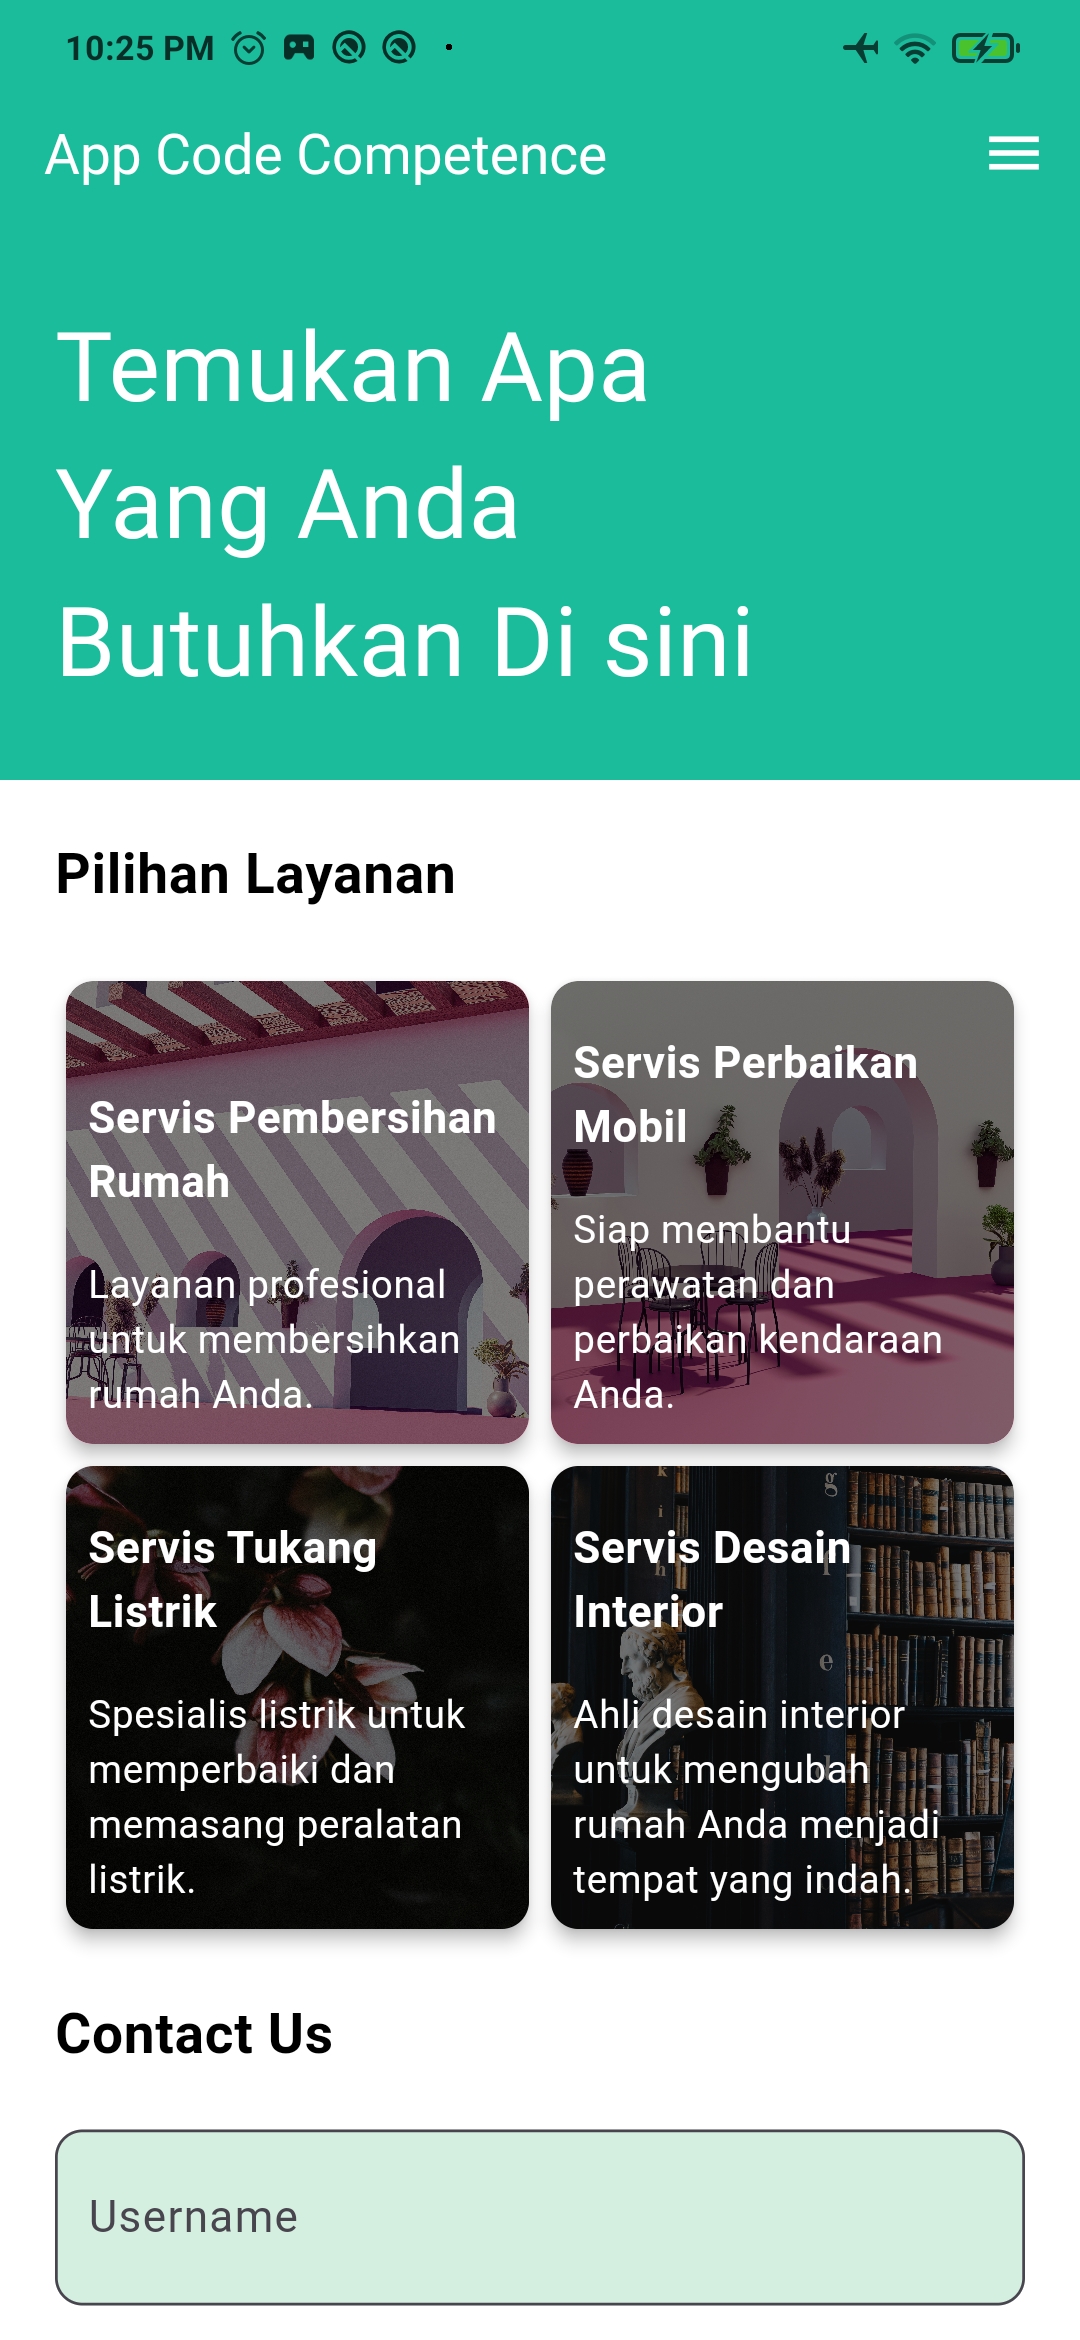 10:25 PM
App Code Competence
Temukan Apa
Yang Anda
Butuhkan Di sini
Pilihan Layanan
Servis Pembersihan
Rumah
Layanan profesional
untuk membersihkan
rumah Anda.
Servis Perbaikan
Mobil
Siap membantu
perawatan dan
perbaikan kendaraan
Anda.
Servis Tukang
Listrik
Spesialis listrik untuk
memperbaiki dan
memasang peralatan
listrik.
Servis Desain
Interior
Ahli desain interior
untuk mengubah
rumah Anda menjadi
tempat yang indah.
Contact Us
Username